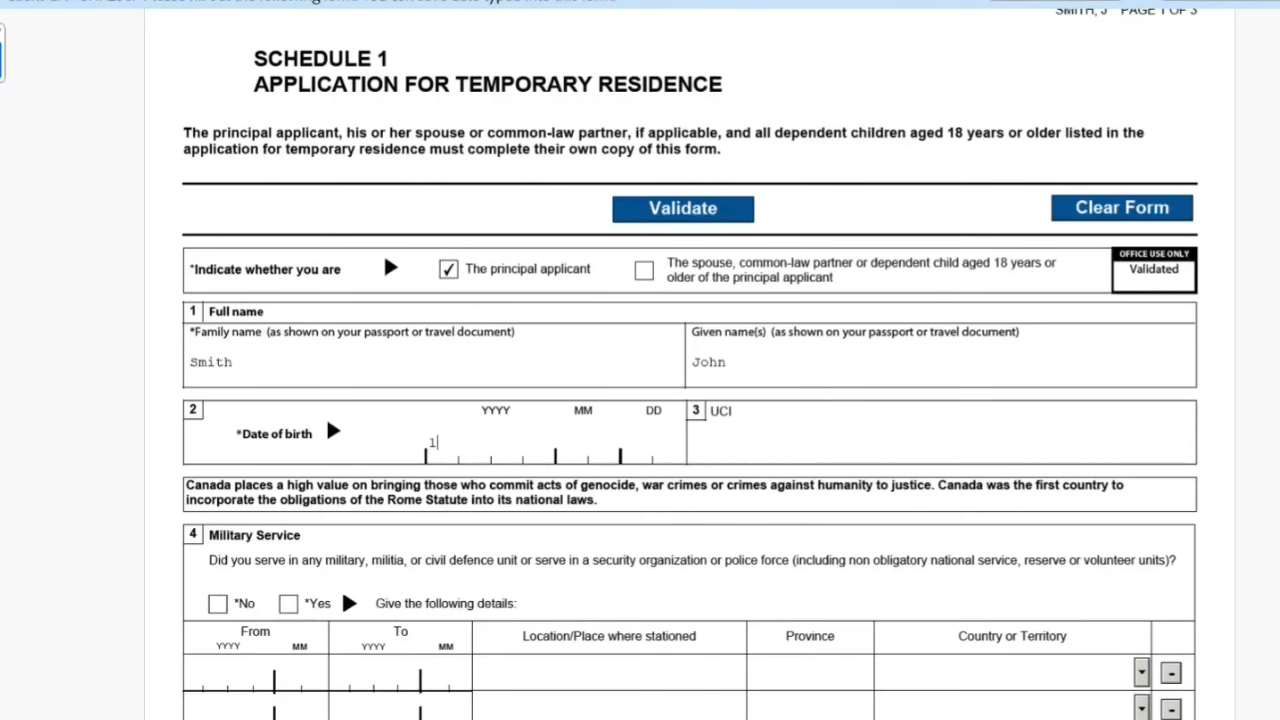 SMITH, J PAGE 1 OF 3
SCHEDULE 1
APPLICATION FOR TEMPORARY RESIDENCE
The principal applicant, his or her spouse or common-law partner, if applicable, and all dependent children aged 18 years or older listed in the
application for temporary residence must complete their own copy of this form.
Validate
Clear Form
*Indicate whether you are
The principal applicant
The spouse, common-law partner or dependent child aged 18 years or
older of the principal applicant
OFFICE USE ONLY
Validated
1 Full name
*Family name (as shown on your passport or travel document)
Given name(s) (as shown on your passport or travel document)
Smith
John
2
YYYY MM DD
3 UCI
*Date of birth
1
Canada places a high value on bringing those who commit acts of genocide, war crimes or crimes against humanity to justice. Canada was the first country to
incorporate the obligations of the Rome Statute into its national laws.
4 Military Service
Did you serve in any military, militia, or civil defence unit or serve in a security organization or police force (including non obligatory national service, reserve or volunteer units)?
*No *Yes Give the following details:
From To Location/Place where stationed Province Country or Territory
YYYY MM YYYY MM